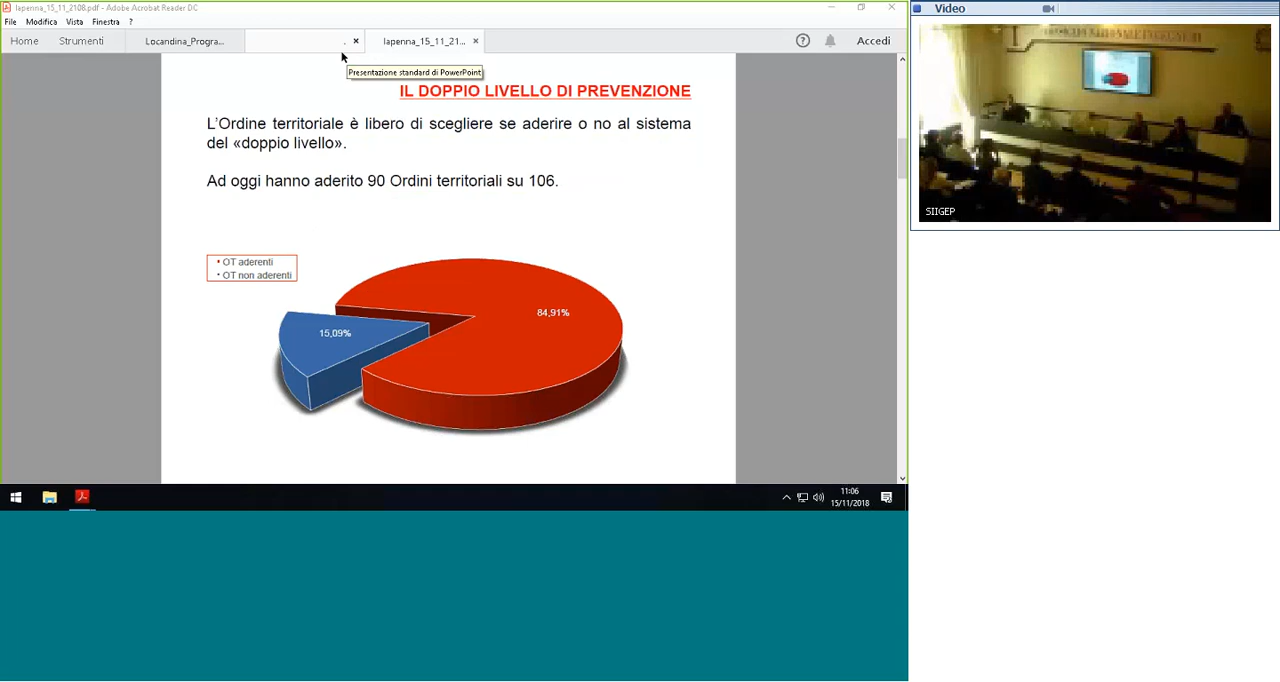 lapenna_15_11_2108.pdf - Adobe Acrobat Reader DC
File Modifica Vista Finestra ?
Home Strumenti Locandina_Progra... . × lapenna_15_11_21... × Accedi
Presentazione standard di PowerPoint
IL DOPPIO LIVELLO DI PREVENZIONE
L'Ordine territoriale è libero di scegliere se aderire o no al sistema
del «doppio livello».
Ad oggi hanno aderito 90 Ordini territoriali su 106.
• OT aderenti
• OT non aderenti
84,91%
15,09%
11:06
15/11/2018
Video
SIIGEP